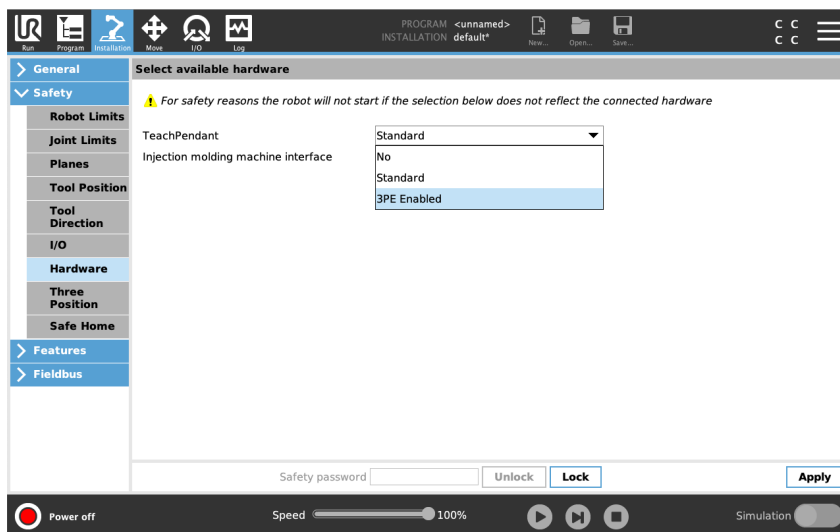 PROGRAM <unnamed>
INSTALLATION default*
C C
C C
Run
Program
Installation
Move
I/O
Log
New...
Open...
Save...
General
Safety
Robot Limits
Joint Limits
Planes
Tool Position
Tool
Direction
I/O
Hardware
Three
Position
Safe Home
Features
Fieldbus
Select available hardware
For safety reasons the robot will not start if the selection below does not reflect the connected hardware
TeachPendant
Standard
Injection molding machine interface
No
Standard
3PE Enabled
Safety password
Unlock
Lock
Apply
Power off
Speed
100%
Simulation